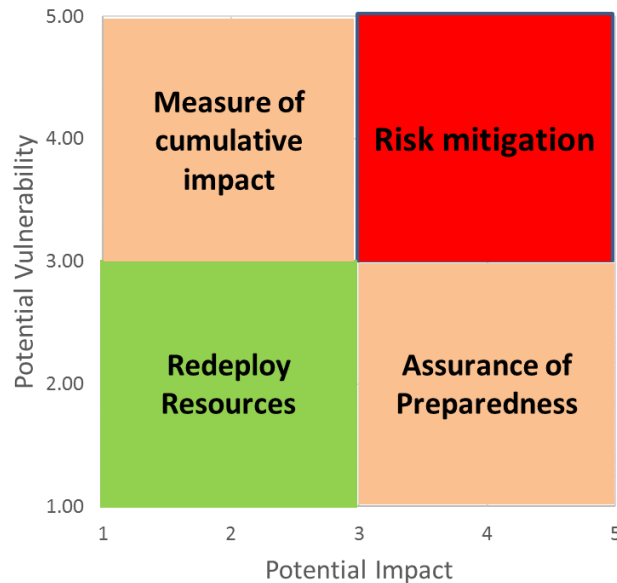 5.00
Measure of
cumulative
impact
Risk mitigation
4.00
3.00
Redeploy
Resources
Assurance of
Preparedness
2.00
1.00
1 2 3 4 5
Potential Vulnerability
Potential Impact